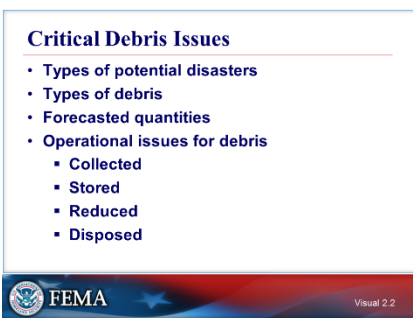 Critical Debris Issues
• Types of potential disasters
• Types of debris
• Forecasted quantities
• Operational issues for debris
▪ Collected
▪ Stored
▪ Reduced
▪ Disposed
FEMA
Visual 2.2